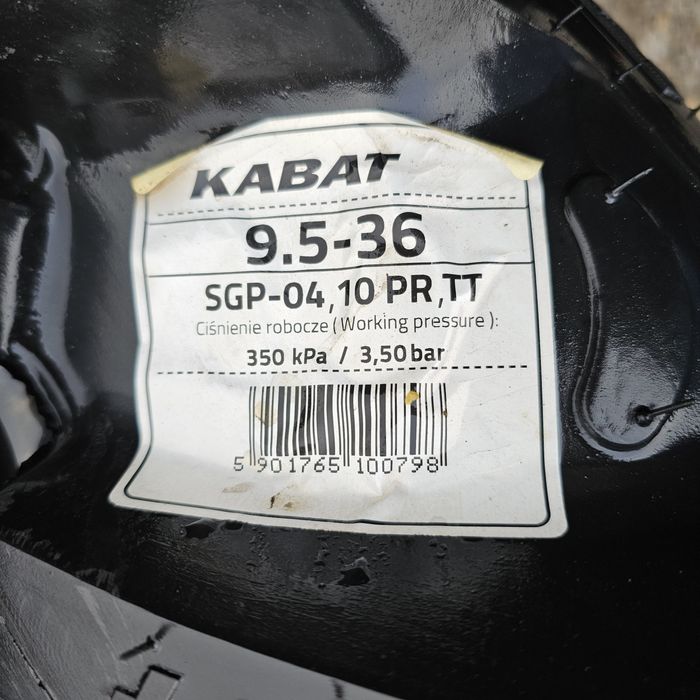 KABAT
9.5-36
SGP-04, 10 PR, TT
Ciśnienie robocze (Working pressure):
350 kPa / 3,50 bar
5 901765 100798